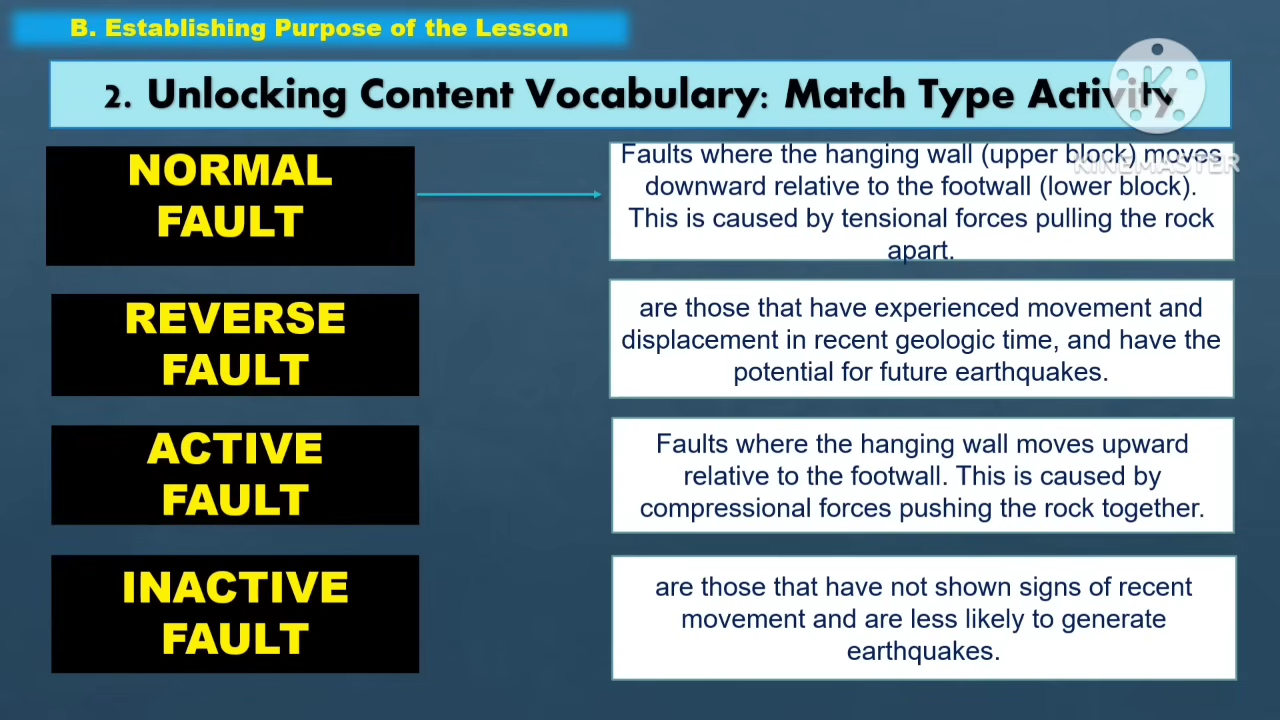 B. Establishing Purpose of the Lesson
2. Unlocking Content Vocabulary: Match Type Activity
NORMAL
FAULT
Faults where the hanging wall (upper block) moves
downward relative to the footwall (lower block).
This is caused by tensional forces pulling the rock
apart.
REVERSE
FAULT
are those that have experienced movement and
displacement in recent geologic time, and have the
potential for future earthquakes.
ACTIVE
FAULT
Faults where the hanging wall moves upward
relative to the footwall. This is caused by
compressional forces pushing the rock together.
INACTIVE
FAULT
are those that have not shown signs of recent
movement and are less likely to generate
earthquakes.
K
KINEMASTER